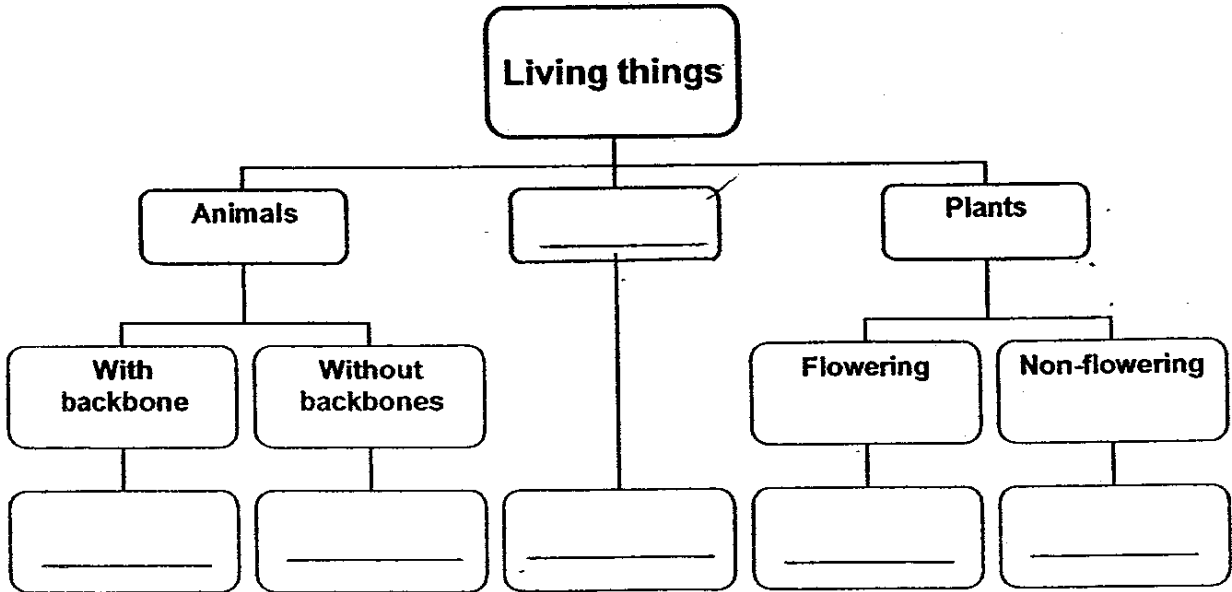 Living things
Animals
Plants
With
backbone
Without
backbones
Flowering
Non-flowering